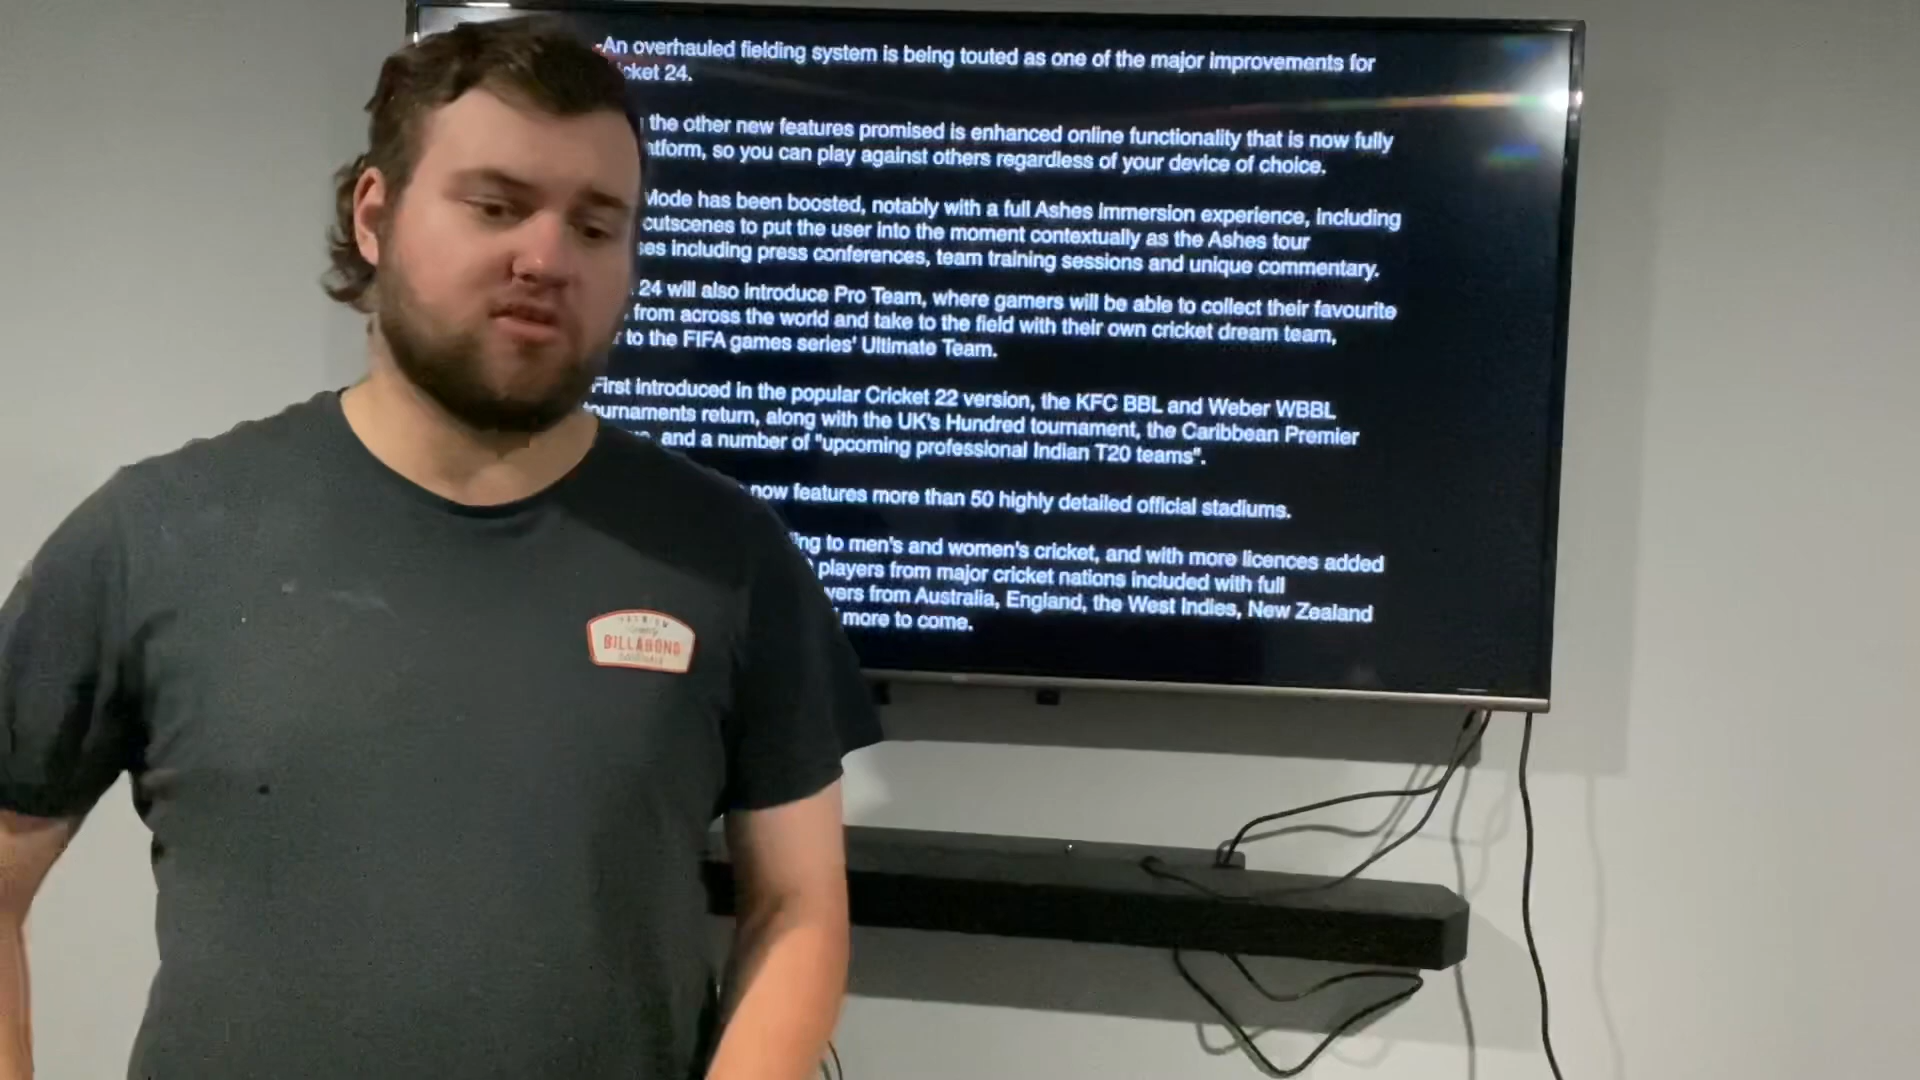 -An overhauled fielding system is being touted as one of the major improvements for
cket 24.
the other new features promised is enhanced online functionality that is now fully
tform, so you can play against others regardless of your device of choice.
Mode has been boosted, notably with a full Ashes immersion experience, including
cutscenes to put the user into the moment contextually as the Ashes tour
es including press conferences, team training sessions and unique commentary.
24 will also introduce Pro Team, where gamers will be able to collect their favourite
from across the world and take to the field with their own cricket dream team,
r to the FIFA games series' Ultimate Team.
First introduced in the popular Cricket 22 version, the KFC BBL and Weber WBBL
tournaments return, along with the UK's Hundred tournament, the Caribbean Premier
and a number of "upcoming professional Indian T20 teams".
now features more than 50 highly detailed official stadiums.
ing to men's and women's cricket, and with more licences added
players from major cricket nations included with full
yers from Australia, England, the West Indies, New Zealand
more to come.
BILLABONG